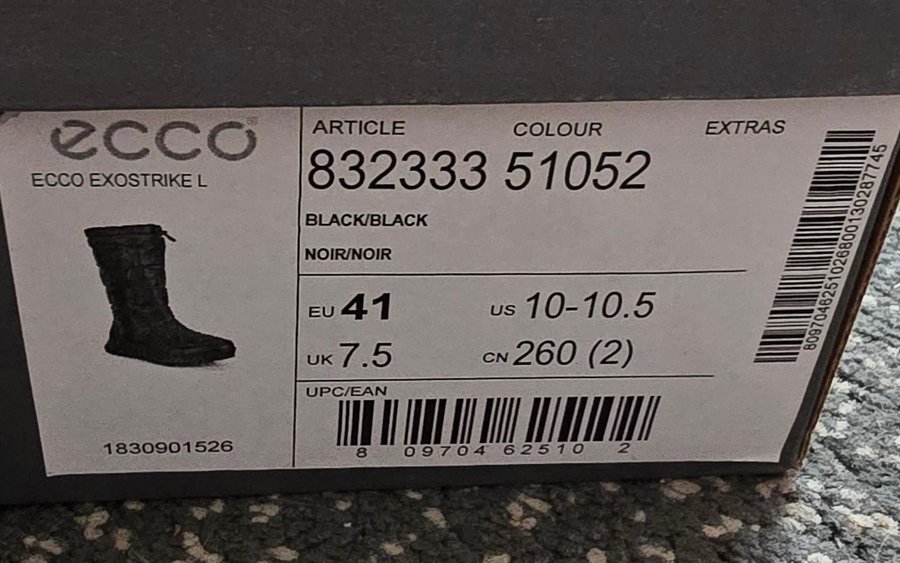 ecco
ECCO EXOSTRIKE L
1830901526
ARTICLE COLOUR EXTRAS
832333 51052
BLACK/BLACK
NOIR/NOIR
EU 41 US 10-10.5
UK 7.5 CN 260 (2)
UPC/EAN
8 09704 62510 2
8097046251026800130287745